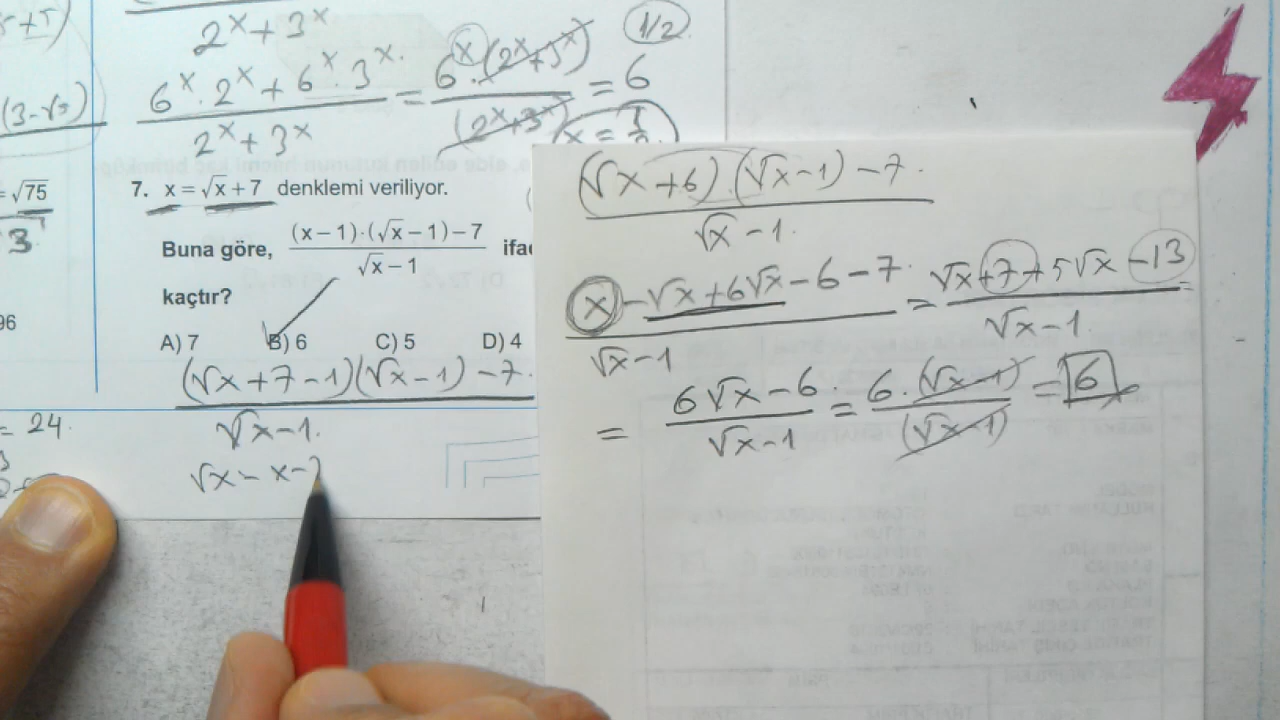 2^x + 3^x
6^x · 2^x + 6^x · 3^x / 2^x + 3^x = 6^x · (2^x + 3^x) / (2^x + 3^x) = 6
1/2
(3-√5)
= √75
3
96
= 24
7. x = √x + 7 denklemi veriliyor.
Buna göre, (x − 1)·(√x − 1) − 7 / √x − 1 ifa
kaçtır?
A) 7 B) 6 C) 5 D) 4
(√x + 7 − 1)(√x − 1) − 7 / √x − 1.
√x = x −
(√x + 6).(√x − 1) − 7 / √x − 1
x − √x + 6√x − 6 − 7 / √x − 1 = √x + 7 + 5√x − 13 / √x − 1 =
= 6√x − 6 / √x − 1 = 6.(√x − 1) / (√x − 1) = 6